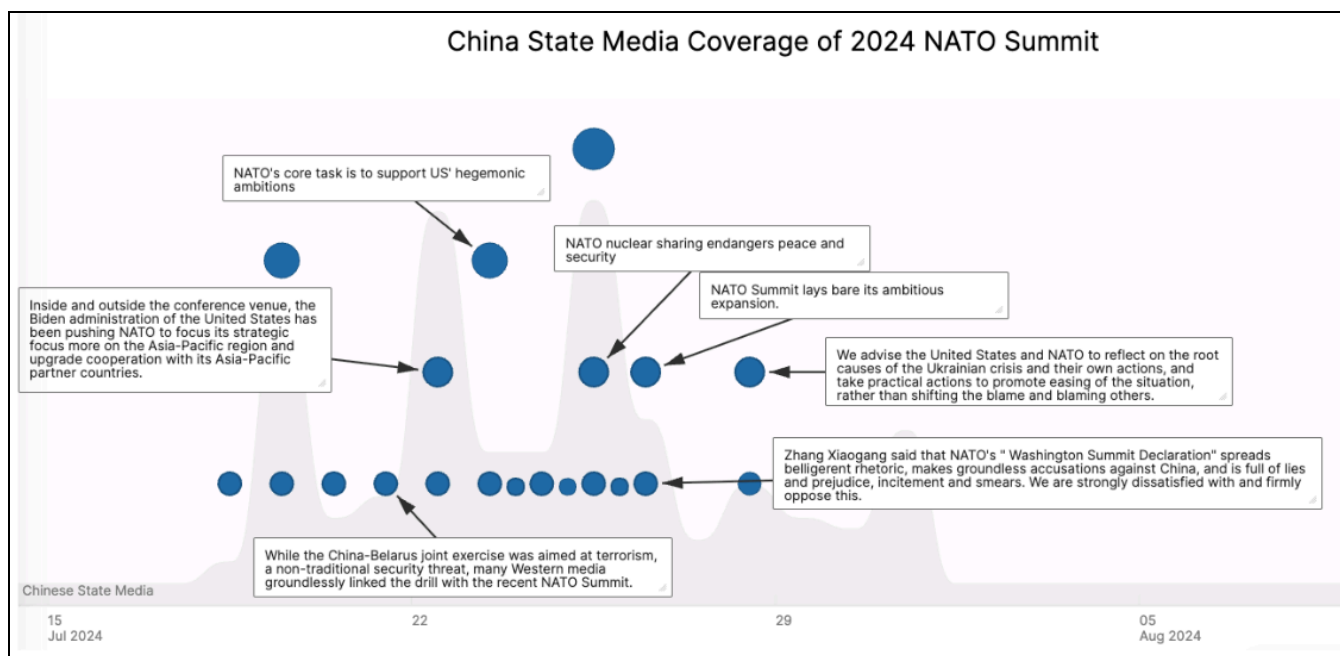 China State Media Coverage of 2024 NATO Summit
NATO's core task is to support US' hegemonic
ambitions
NATO nuclear sharing endangers peace and
security
NATO Summit lays bare its ambitious
expansion.
Inside and outside the conference venue, the
Biden administration of the United States has
been pushing NATO to focus its strategic
focus more on the Asia-Pacific region and
upgrade cooperation with its Asia-Pacific
partner countries.
We advise the United States and NATO to reflect on the root
causes of the Ukrainian crisis and their own actions, and
take practical actions to promote easing of the situation,
rather than shifting the blame and blaming others.
Zhang Xiaogang said that NATO's " Washington Summit Declaration" spreads
belligerent rhetoric, makes groundless accusations against China, and is full of lies
and prejudice, incitement and smears. We are strongly dissatisfied with and firmly
oppose this.
While the China-Belarus joint exercise was aimed at terrorism,
a non-traditional security threat, many Western media
groundlessly linked the drill with the recent NATO Summit.
Chinese State Media
15
Jul 2024
22
29
05
Aug 2024